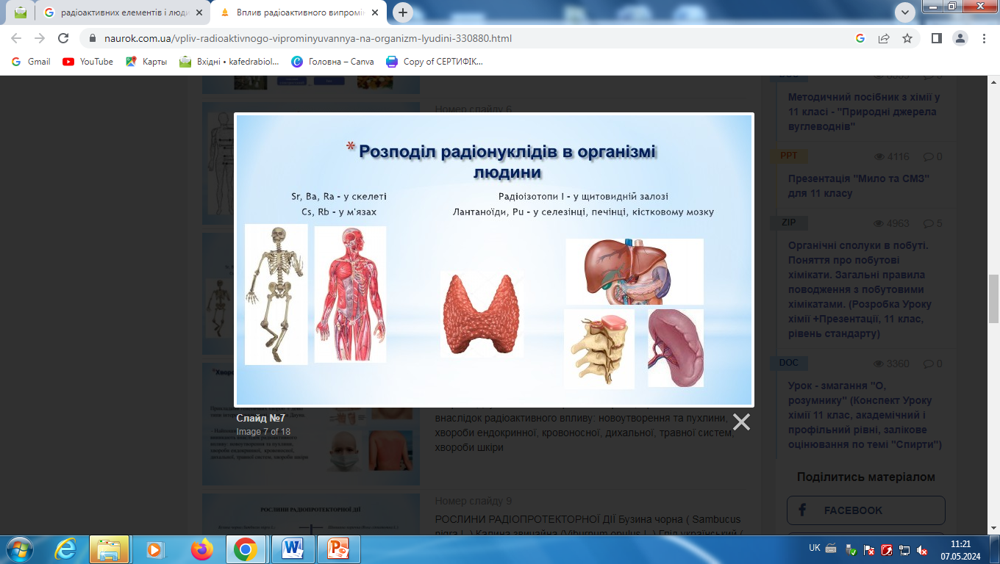 радіоактивних елементів і люди
Вплив радіоактивного випромін
naurok.com.ua/vpliv-radioaktivnogo-viprominyuvannya-na-organizm-lyudini-330880.html
Gmail
YouTube
Карты
Вхідні • kafedrabiol...
Головна – Canva
Copy of СЕРТИФІК...
Номер слайду 6
Методичний посібник з хімії у
11 класі - "Природні джерела
вуглеводнів"
PPT
4116
0
Презентація "Мило та СМЗ"
для 11 класу
ZIP
4963
5
Органічні сполуки в побуті.
Поняття про побутові
хімікати. Загальні правила
поводження з побутовими
хімікатами. (Розробка Уроку
хімії +Презентації, 11 клас,
рівень стандарту)
DOC
3360
0
Урок - змагання "О,
розумнику" (Конспект Уроку
хімії 11 клас, академічний і
профільний рівні, залікове
оцінювання по темі "Спирти")
Поділитись матеріалом
FACEBOOK
* Розподіл радіонуклідів в організмі
людини
Sr, Ba, Ra - у скелеті
Cs, Rb - у м'язах
Радіоізотопи I - у щитовидній залозі
Лантаноїди, Pu - у селезінці, печінці, кістковому мозку
Слайд №7
Image 7 of 18
внаслідок радіоактивного впливу: новоутворення та пухлини,
хвороби ендокринної, кровоносної, дихальної, травної систем,
хвороби шкіри
Номер слайду 9
РОСЛИНИ РАДІОПРОТЕКТОРНОЇ ДІЇ Бузина чорна ( Sambucus
nigra L.) Калина звичайна (Viburnum opulus L.) Глід український (
РОСЛИНИ РАДІОПРОТЕКТОРНОЇ ДІЇ
UK
11:21
07.05.2024